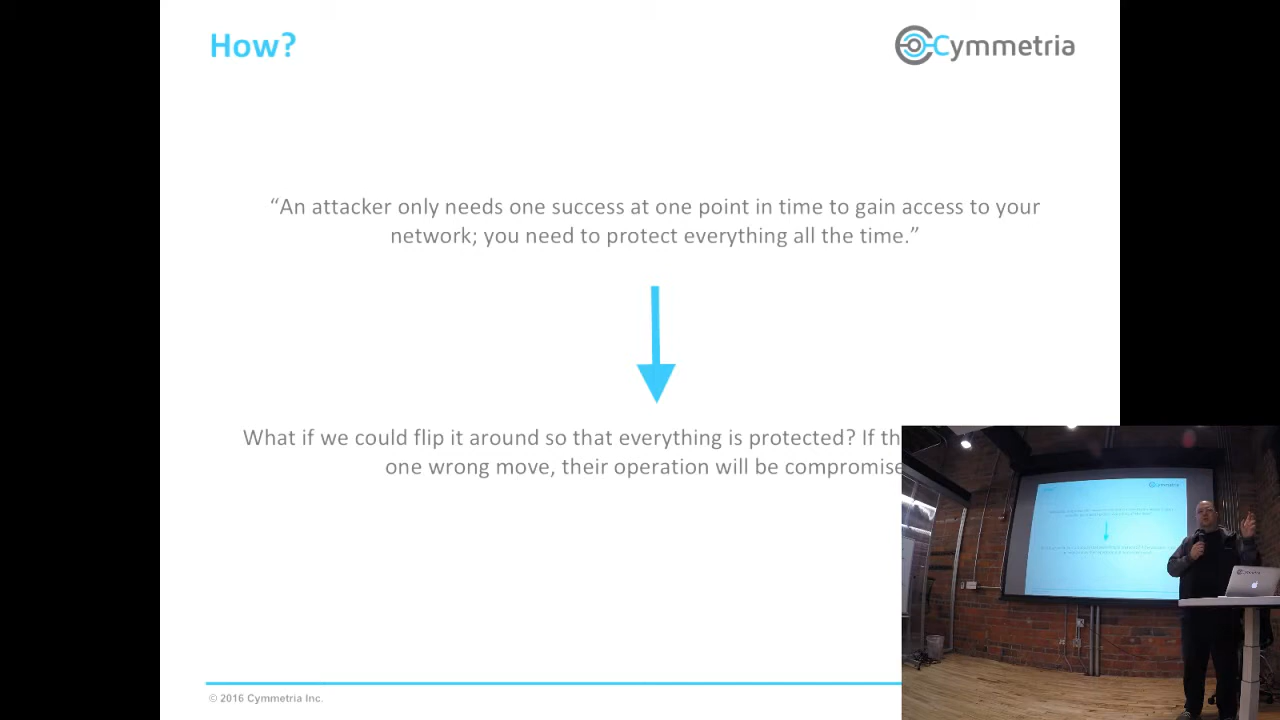 How?
Cymmetria
“An attacker only needs one success at one point in time to gain access to your
network; you need to protect everything all the time.”
What if we could flip it around so that everything is protected? If th
one wrong move, their operation will be compromise
© 2016 Cymmetria Inc.